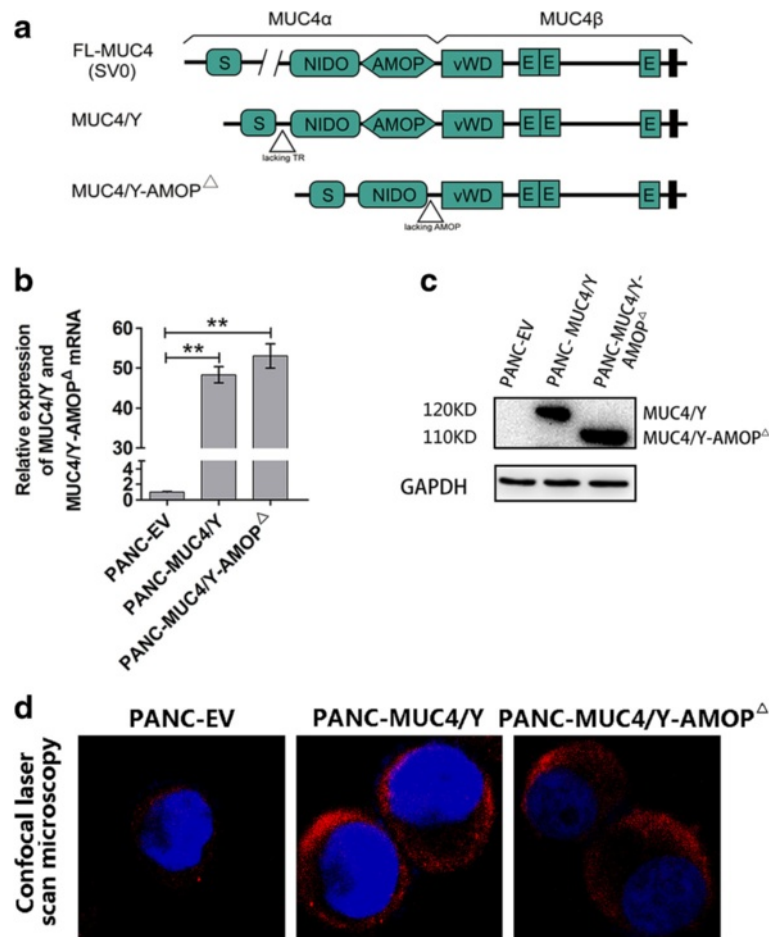 a
MUC4α MUC4β
FL-MUC4
(SV0)
S NIDO AMOP vWD E E E
MUC4/Y
S NIDO AMOP vWD E E E
lacking TR
MUC4/Y-AMOP△
S NIDO vWD E E E
lacking AMOP
b
Relative expression
of MUC4/Y and
MUC4/Y-AMOP△ mRNA
60
50
40
30
4
2
0
**
**
PANC-EV
PANC-MUC4/Y
PANC-MUC4/Y-AMOP△
c
PANC-EV
PANC- MUC4/Y
PANC-MUC4/Y-
AMOP△
120KD MUC4/Y
110KD MUC4/Y-AMOP△
GAPDH
d
PANC-EV PANC-MUC4/Y PANC-MUC4/Y-AMOP△
Confocal laser
scan microscopy